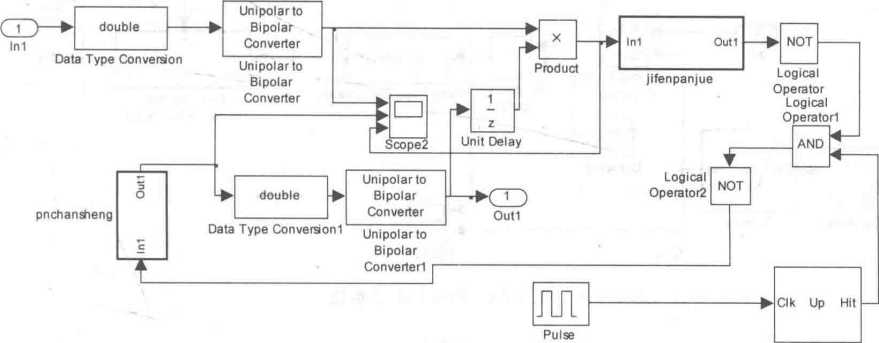 1
In1
double
Data Type Conversion
Unipolar to
Bipolar
Converter
Unipolar to
Bipolar
Converter
×
Product
In1
Out1
jifenpanjue
NOT
Logical
Operator
Logical
Operator1
AND
Scope2
1
z
Unit Delay
Logical
Operator2
NOT
pnchansheng
Out1
In1
double
Data Type Conversion1
Unipolar to
Bipolar
Converter
Unipolar to
Bipolar
Converter1
1
Out1
Pulse
Clk Up Hit